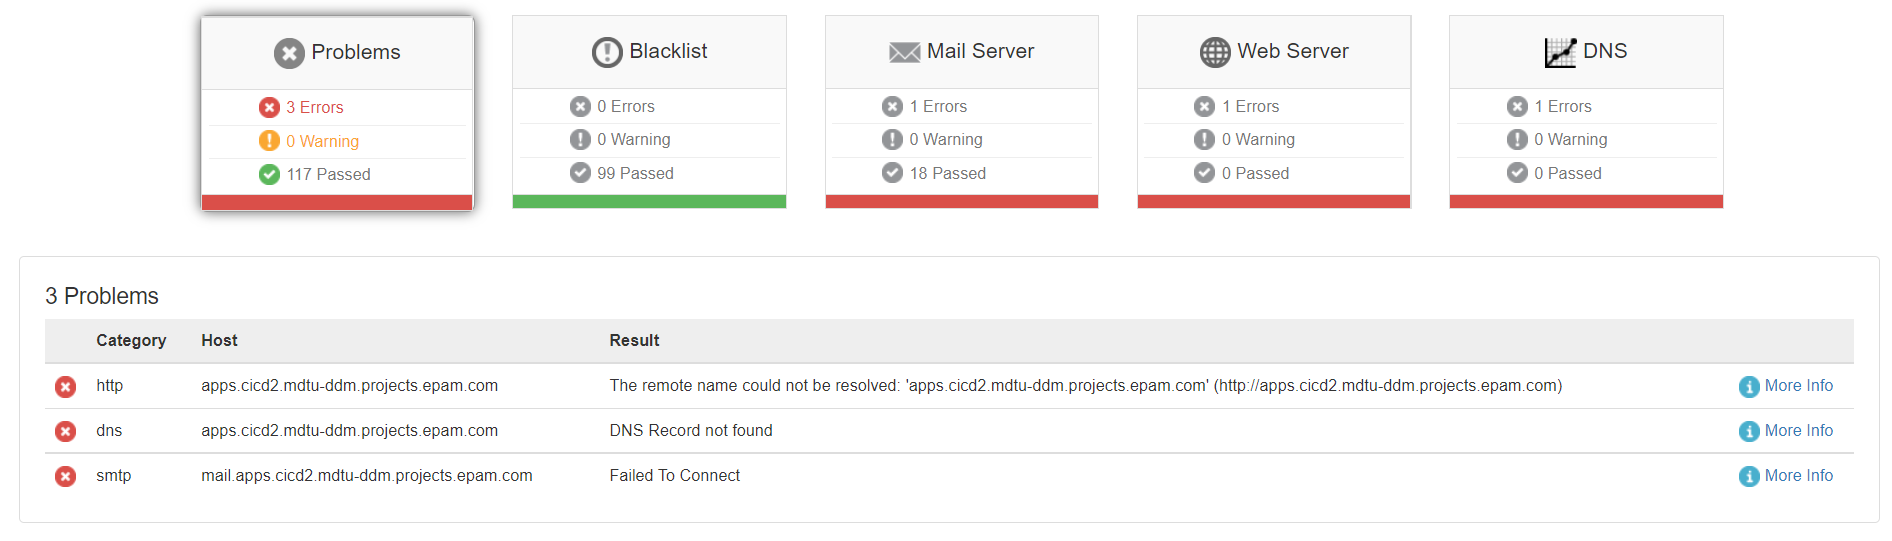 Problems
3 Errors
0 Warning
117 Passed
Blacklist
0 Errors
0 Warning
99 Passed
Mail Server
1 Errors
0 Warning
18 Passed
Web Server
1 Errors
0 Warning
0 Passed
DNS
1 Errors
0 Warning
0 Passed
3 Problems
Category Host Result
http apps.cicd2.mdtu-ddm.projects.epam.com The remote name could not be resolved: 'apps.cicd2.mdtu-ddm.projects.epam.com' (http://apps.cicd2.mdtu-ddm.projects.epam.com) More Info
dns apps.cicd2.mdtu-ddm.projects.epam.com DNS Record not found More Info
smtp mail.apps.cicd2.mdtu-ddm.projects.epam.com Failed To Connect More Info